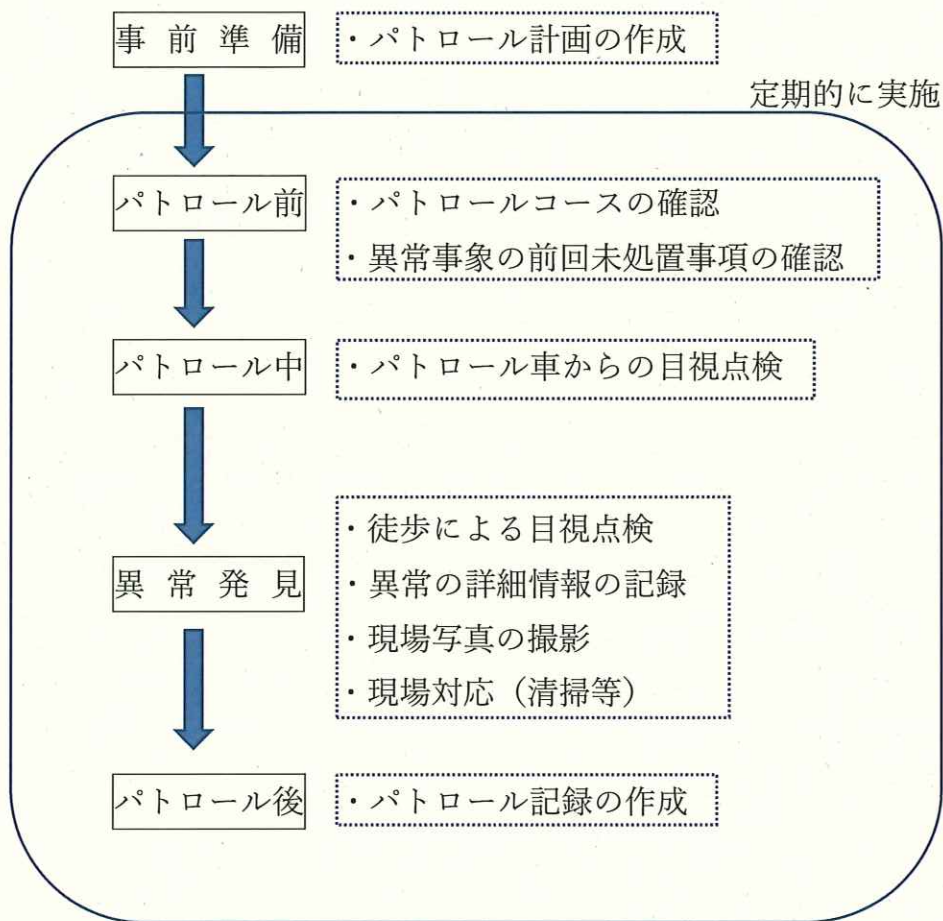 事前準備
・パトロール計画の作成
定期的に実施
パトロール前
・パトロールコースの確認
・異常事象の前回未処置事項の確認
パトロール中
・パトロール車からの目視点検
異常発見
・徒歩による目視点検
・異常の詳細情報の記録
・現場写真の撮影
・現場対応（清掃等）
パトロール後
・パトロール記録の作成